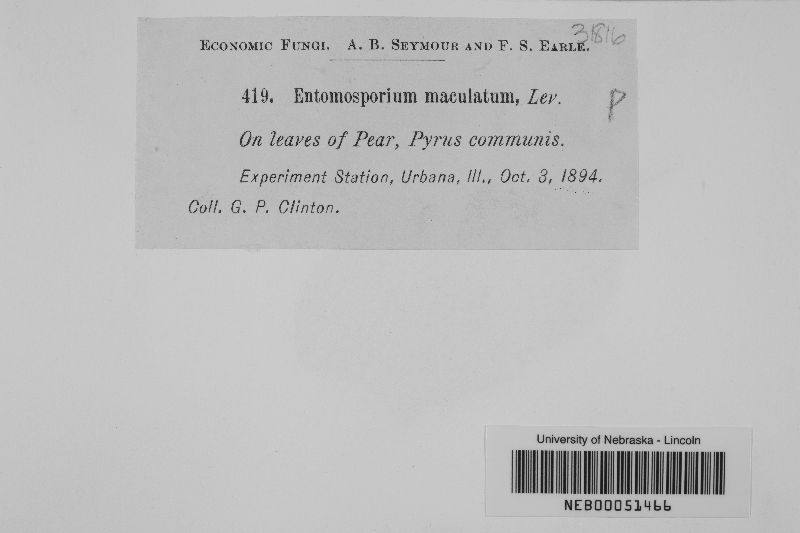 31816
Economic Fungi. A. B. Seymour and F. S. Earle.
419. Entomosporium maculatum, Lev.
P
On leaves of Pear, Pyrus communis.
Experiment Station, Urbana, Ill., Oct. 3, 1894.
Coll. G. P. Clinton.
University of Nebraska - Lincoln
NEB00051466